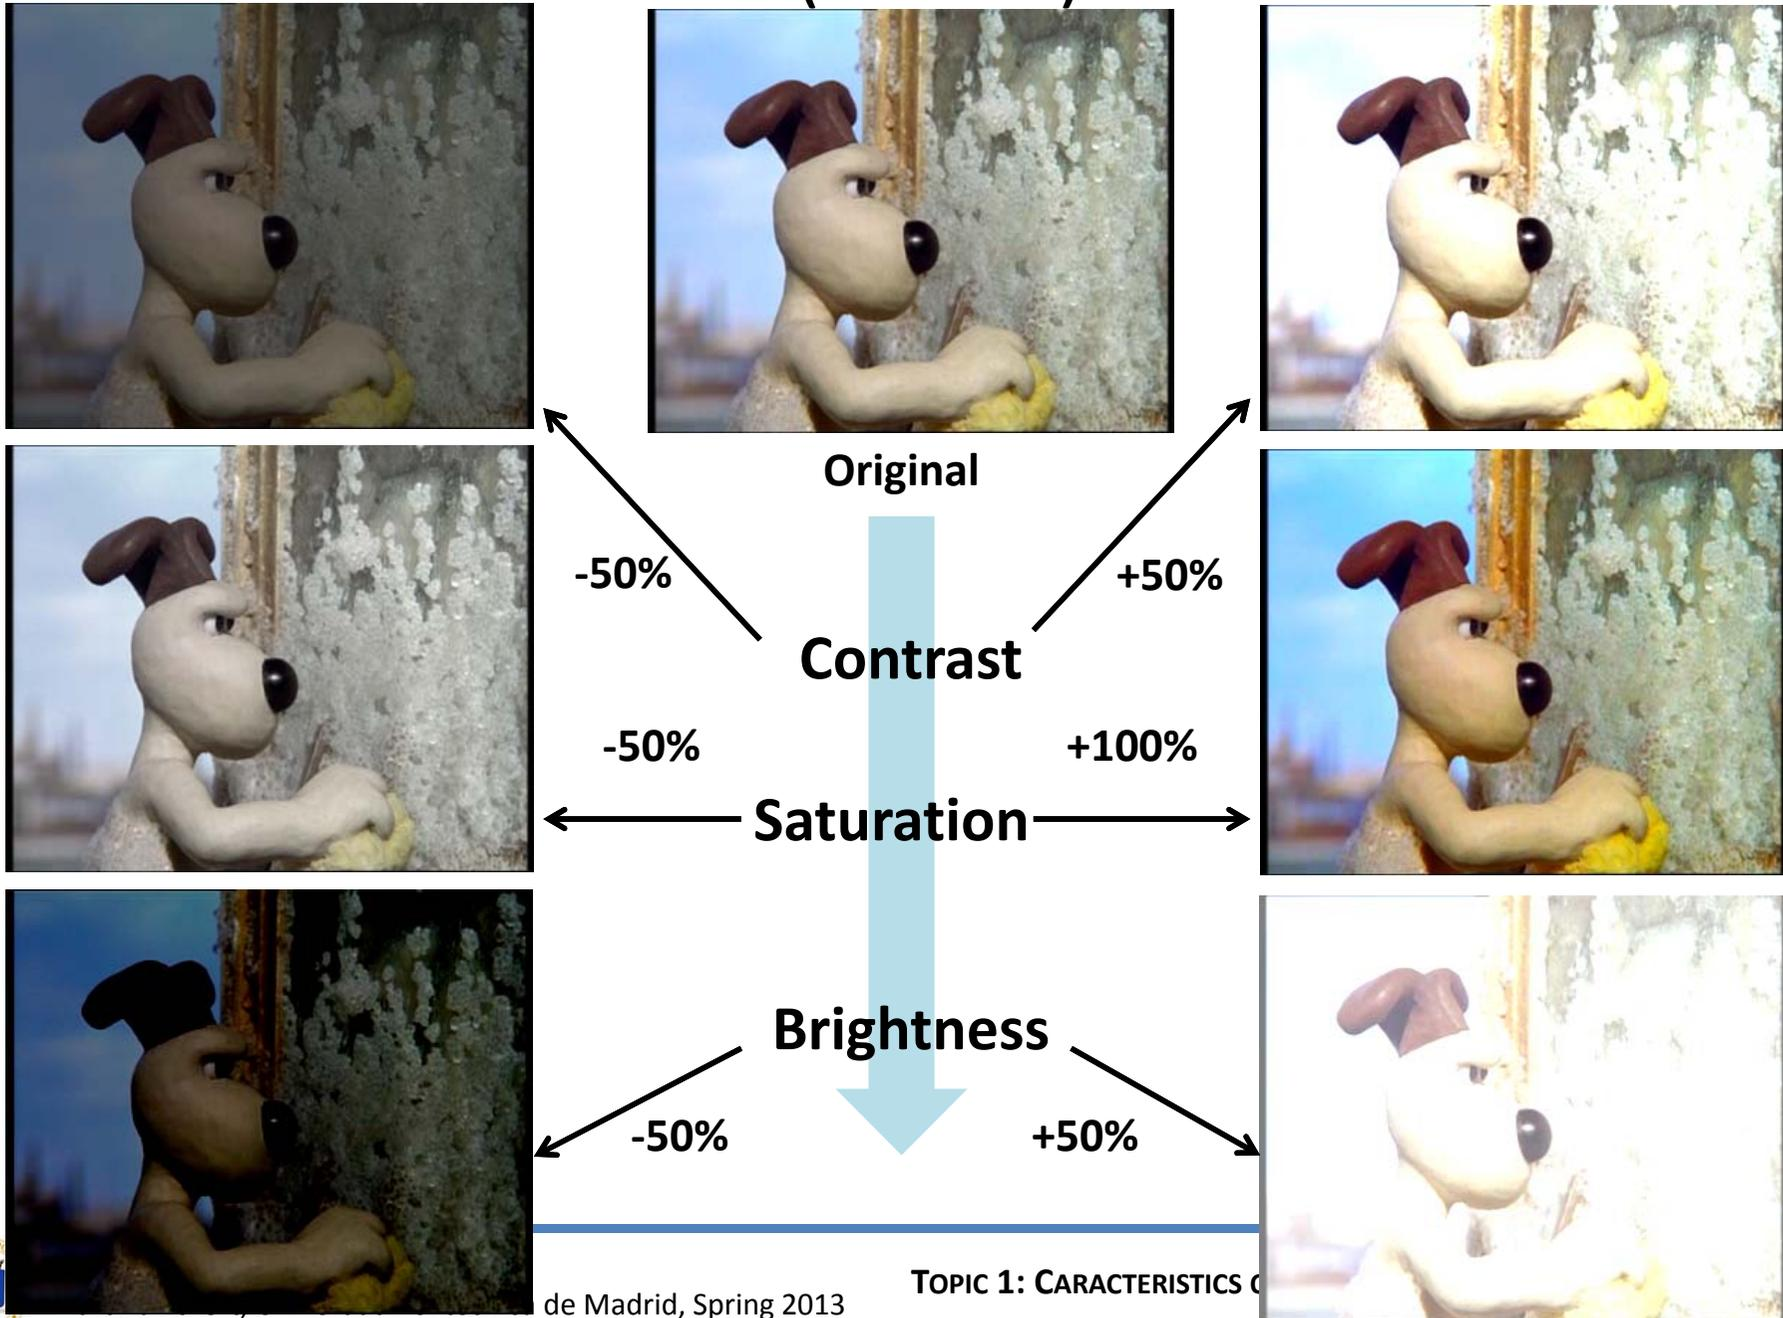 Original
-50%
+50%
Contrast
-50%
+100%
Saturation
Brightness
-50%
+50%
TOPIC 1: CARACTERISTICS
de Madrid, Spring 2013